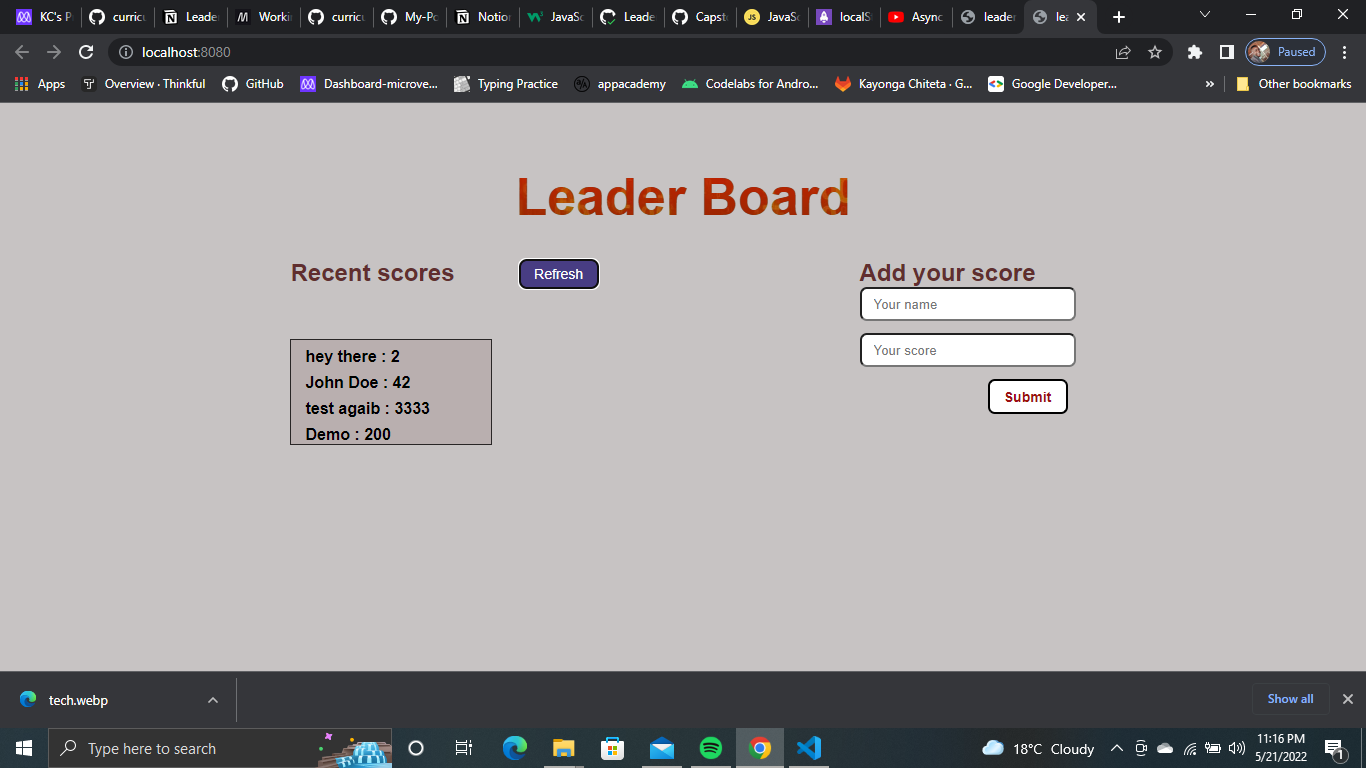 KC's P
curricu
Leade
Workin
curricu
My-Po
Notion
JavaSc
Leade
Capst
JavaSc
localSt
Async
leader
lea
localhost:8080
Paused
Apps
Overview · Thinkful
GitHub
Dashboard-microve...
Typing Practice
appacademy
Codelabs for Andro...
Kayonga Chiteta · G...
Google Developer...
»
Other bookmarks
Leader Board
Recent scores
Refresh
Add your score
Your name
Your score
hey there : 2
John Doe : 42
test agaib : 3333
Demo : 200
Submit
tech.webp
Show all
Type here to search
18°C Cloudy
11:16 PM
5/21/2022
1